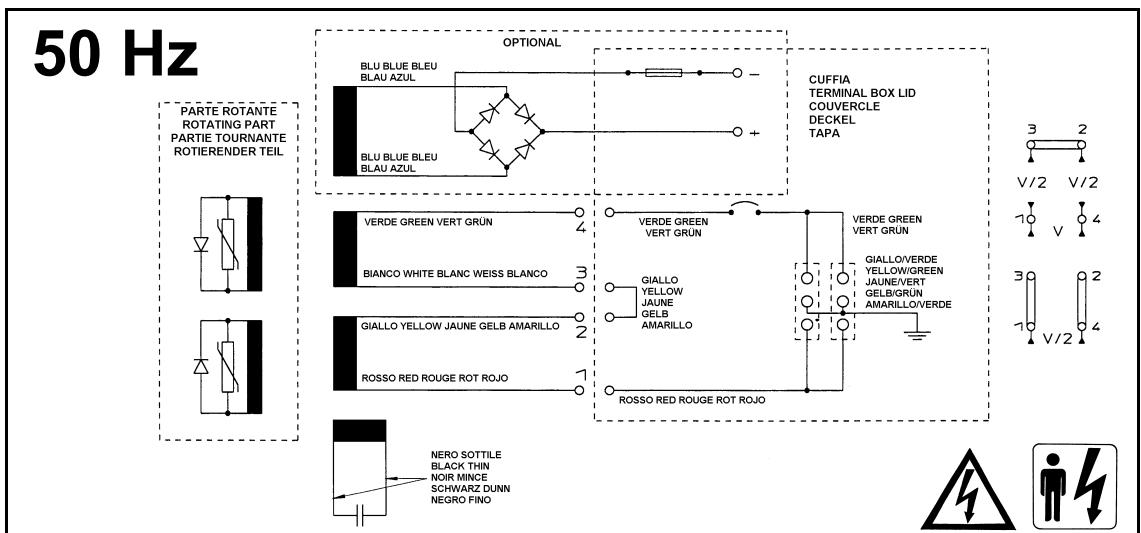 50 Hz
OPTIONAL
BLU BLUE BLEU
BLAU AZUL
BLU BLUE BLEU
BLAU AZUL
−
+
CUFFIA
TERMINAL BOX LID
COUVERCLE
DECKEL
TAPA
PARTE ROTANTE
ROTATING PART
PARTIE TOURNANTE
ROTIERENDER TEIL
VERDE GREEN VERT GRÜN
4
BIANCO WHITE BLANC WEISS BLANCO
3
GIALLO YELLOW JAUNE GELB AMARILLO
2
ROSSO RED ROUGE ROT ROJO
1
VERDE GREEN
VERT GRÜN
VERDE GREEN
VERT GRÜN
GIALLO
YELLOW
JAUNE
GELB
AMARILLO
GIALLO/VERDE
YELLOW/GREEN
JAUNE/VERT
GELB/GRÜN
AMARILLO/VERDE
ROSSO RED ROUGE ROT ROJO
3 2
V/2 V/2
1 4
V
3 2
1 4
V/2
NERO SOTTILE
BLACK THIN
NOIR MINCE
SCHWARZ DUNN
NEGRO FINO